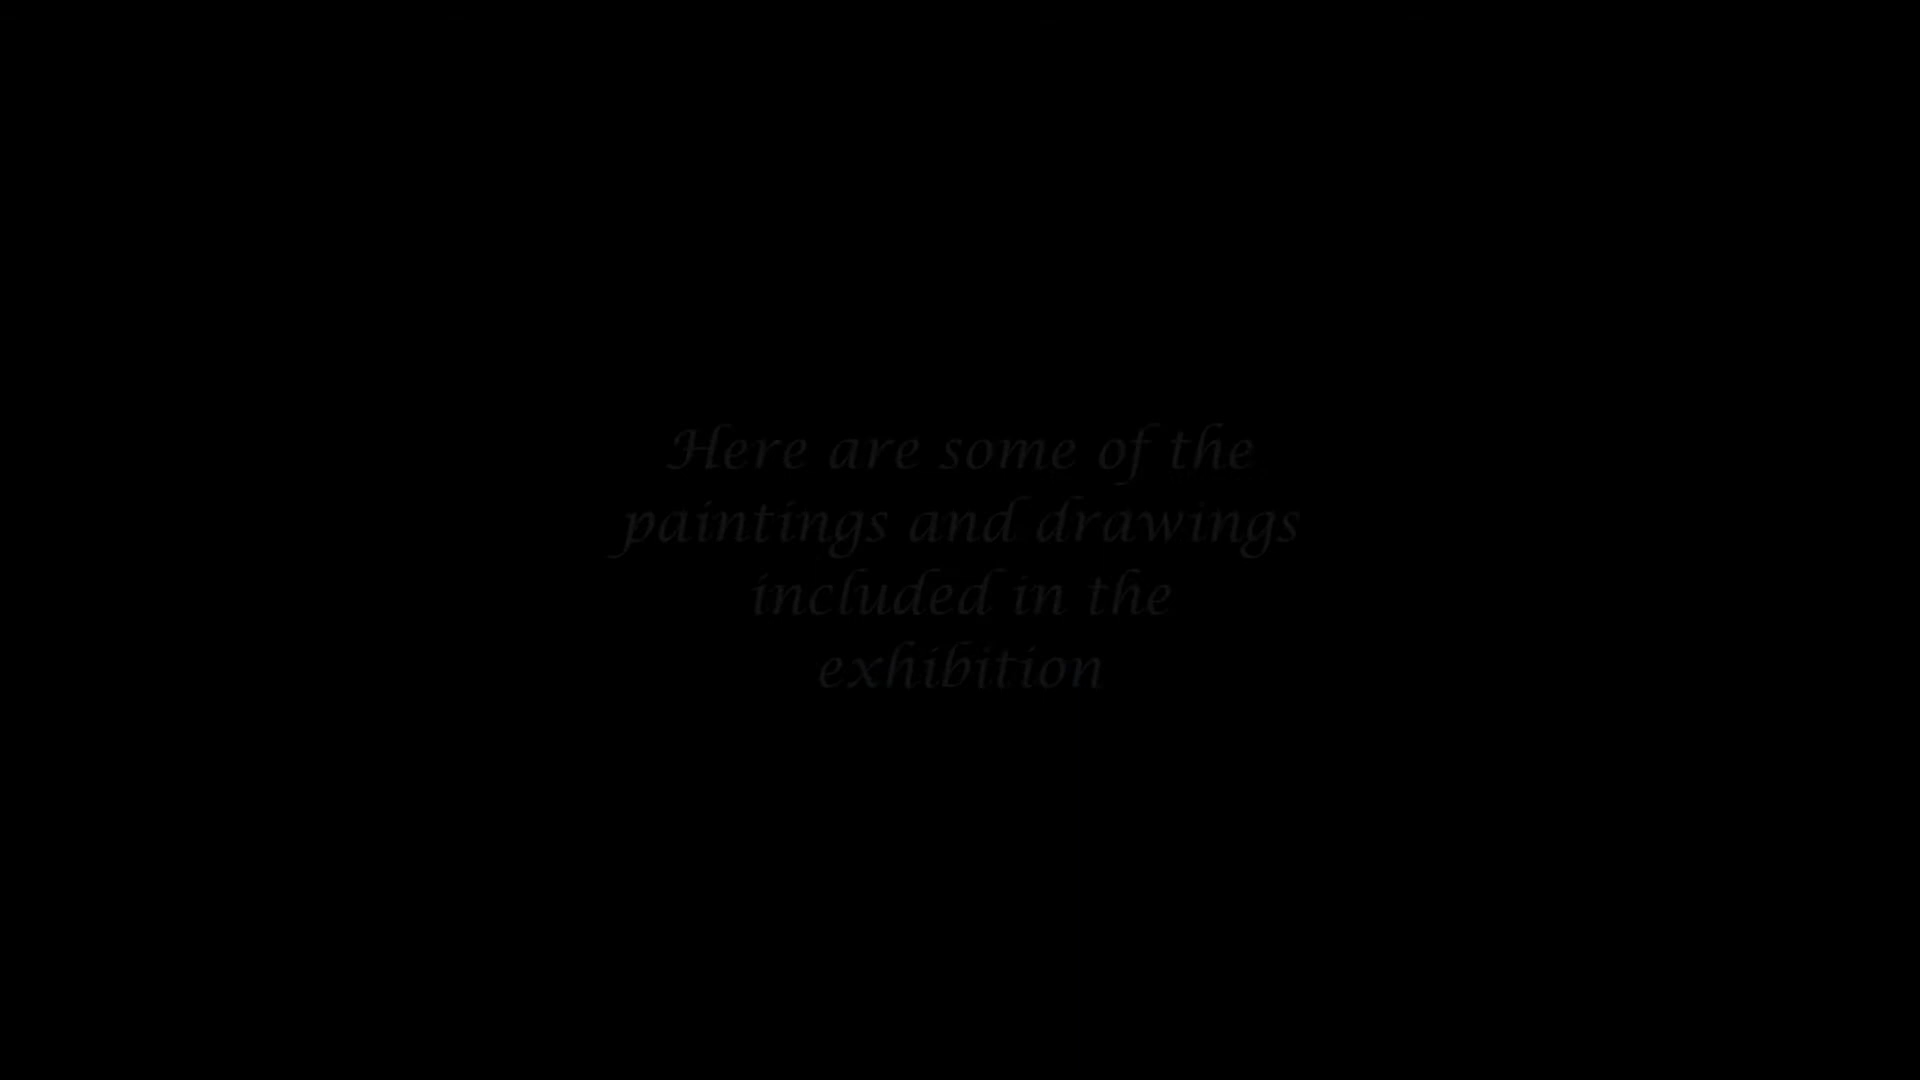 Here are some of the
paintings and drawings
included in the
exhibition